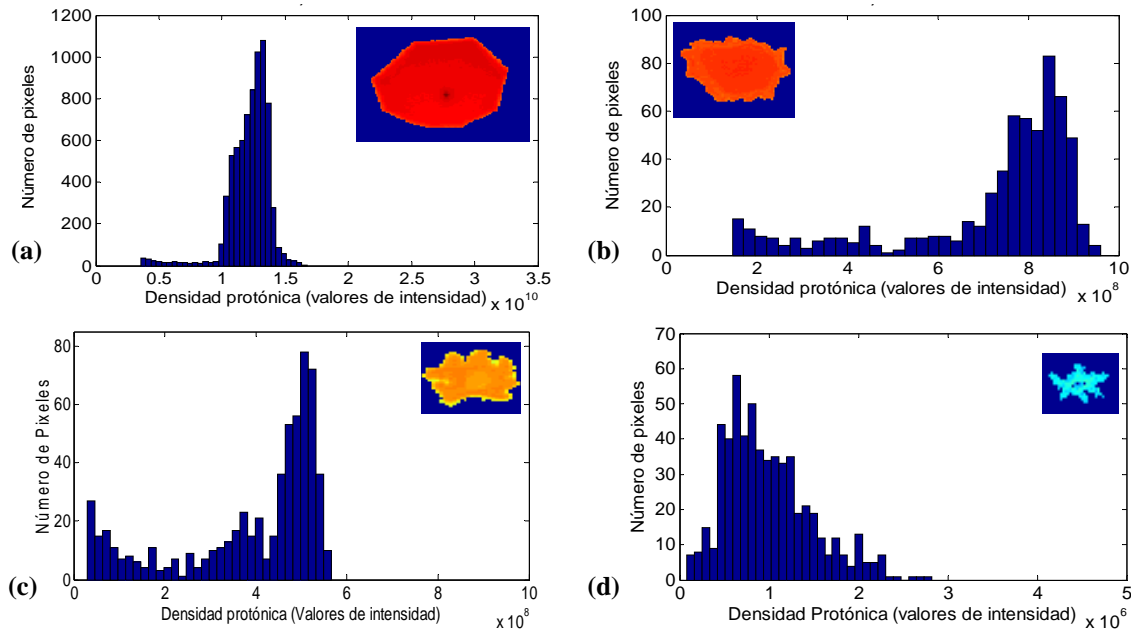 1200
1000
800
600
400
200
0
Número de pixeles
(a)
0 0.5 1 1.5 2 2.5 3 3.5
Densidad protónica (valores de intensidad) x 10^10
100
80
60
40
20
0
Número de pixeles
(b)
0 2 4 6 8 10
Densidad protónica (valores de intensidad) x 10^8
80
60
40
20
0
Número de Pixeles
(c)
0 2 4 6 8 10
Densidad protónica (Valores de intensidad) x 10^8
70
60
50
40
30
20
10
0
Número de pixeles
(d)
0 1 2 3 4 5
Densidad Protónica (valores de intensidad) x 10^6